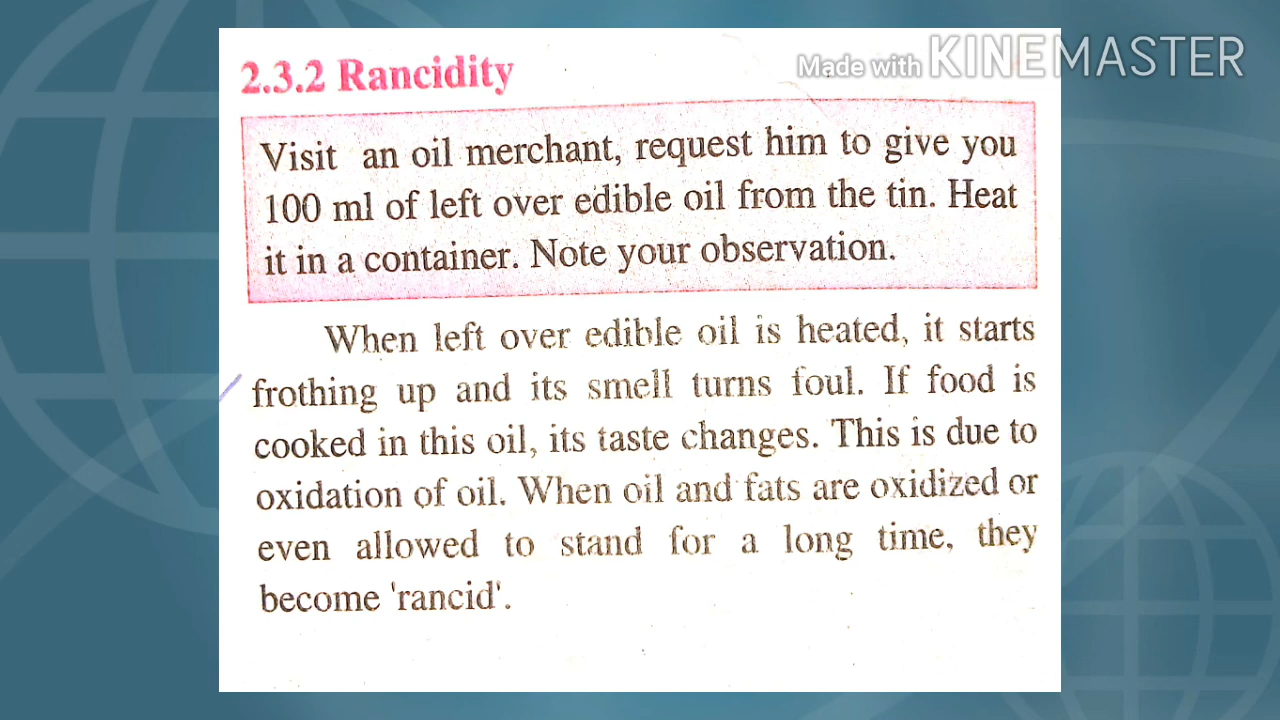 Made with KINEMASTER
2.3.2 Rancidity
Visit an oil merchant, request him to give you
100 ml of left over edible oil from the tin. Heat
it in a container. Note your observation.
When left over edible oil is heated, it starts
frothing up and its smell turns foul. If food is
cooked in this oil, its taste changes. This is due to
oxidation of oil. When oil and fats are oxidized or
even allowed to stand for a long time, they
become 'rancid'.